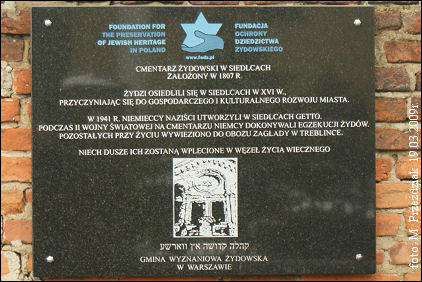 FOUNDATION FOR
THE PRESERVATION
OF JEWISH HERITAGE
IN POLAND
FUNDACJA
OCHRONY
DZIEDZICTWA
ŻYDOWSKIEGO
www.fodz.pl
CMENTARZ ŻYDOWSKI W SIEDLCACH
ZAŁOŻONY W 1807 R.
ŻYDZI OSIEDLILI SIĘ W SIEDLCACH W XVI W.,
PRZYCZYNIAJĄC SIĘ DO GOSPODARCZEGO I KULTURALNEGO ROZWOJU MIASTA.
W 1941 R. NIEMIECCY NAZIŚCI UTWORZYLI W SIEDLCACH GETTO.
PODCZAS II WOJNY ŚWIATOWEJ NA CMENTARZU NIEMCY DOKONYWALI EGZEKUCJI ŻYDÓW.
POZOSTAŁYCH PRZY ŻYCIU WYWIEZIONO DO OBOZU ZAGŁADY W TREBLINCE.
NIECH DUSZE ICH ZOSTANĄ WPLECIONE W WĘZEŁ ŻYCIA WIECZNEGO
קהלה קדושה אין ווארשע
GMINA WYZNANIOWA ŻYDOWSKA
W WARSZAWIE
foto: M. Przeździak 19.03.2009r.